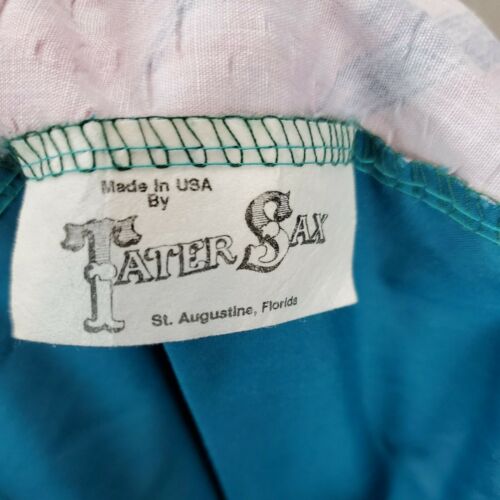 Made In USA
By
TATER SAX
St. Augustine, Florida